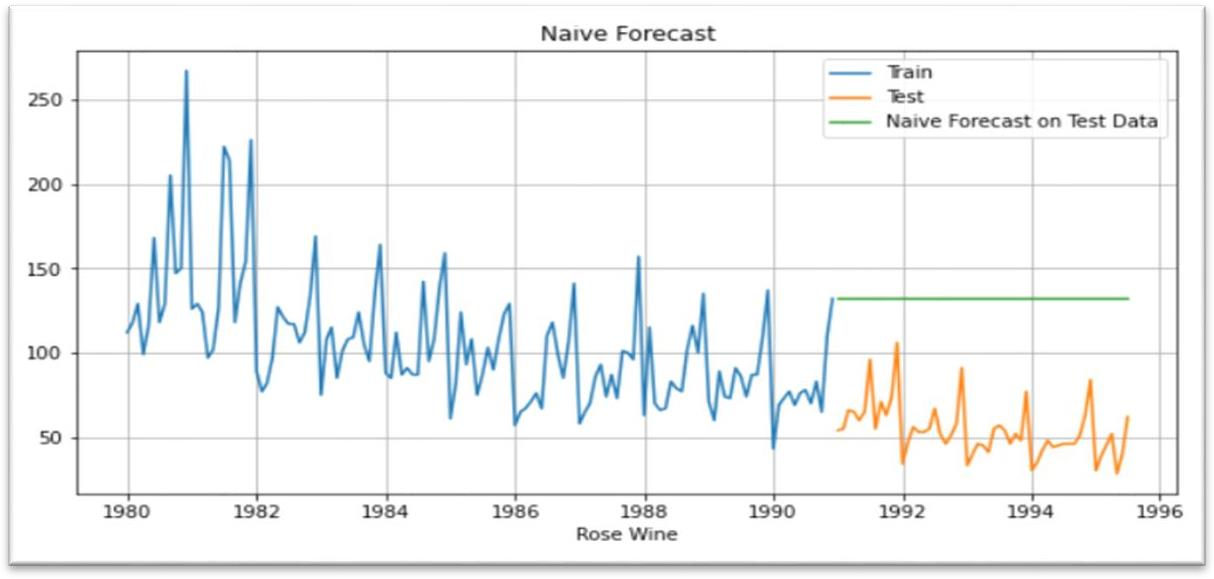 Naive Forecast
Train
Test
Naive Forecast on Test Data
250
200
150
100
50
1980 1982 1984 1986 1988 1990 1992 1994 1996
Rose Wine